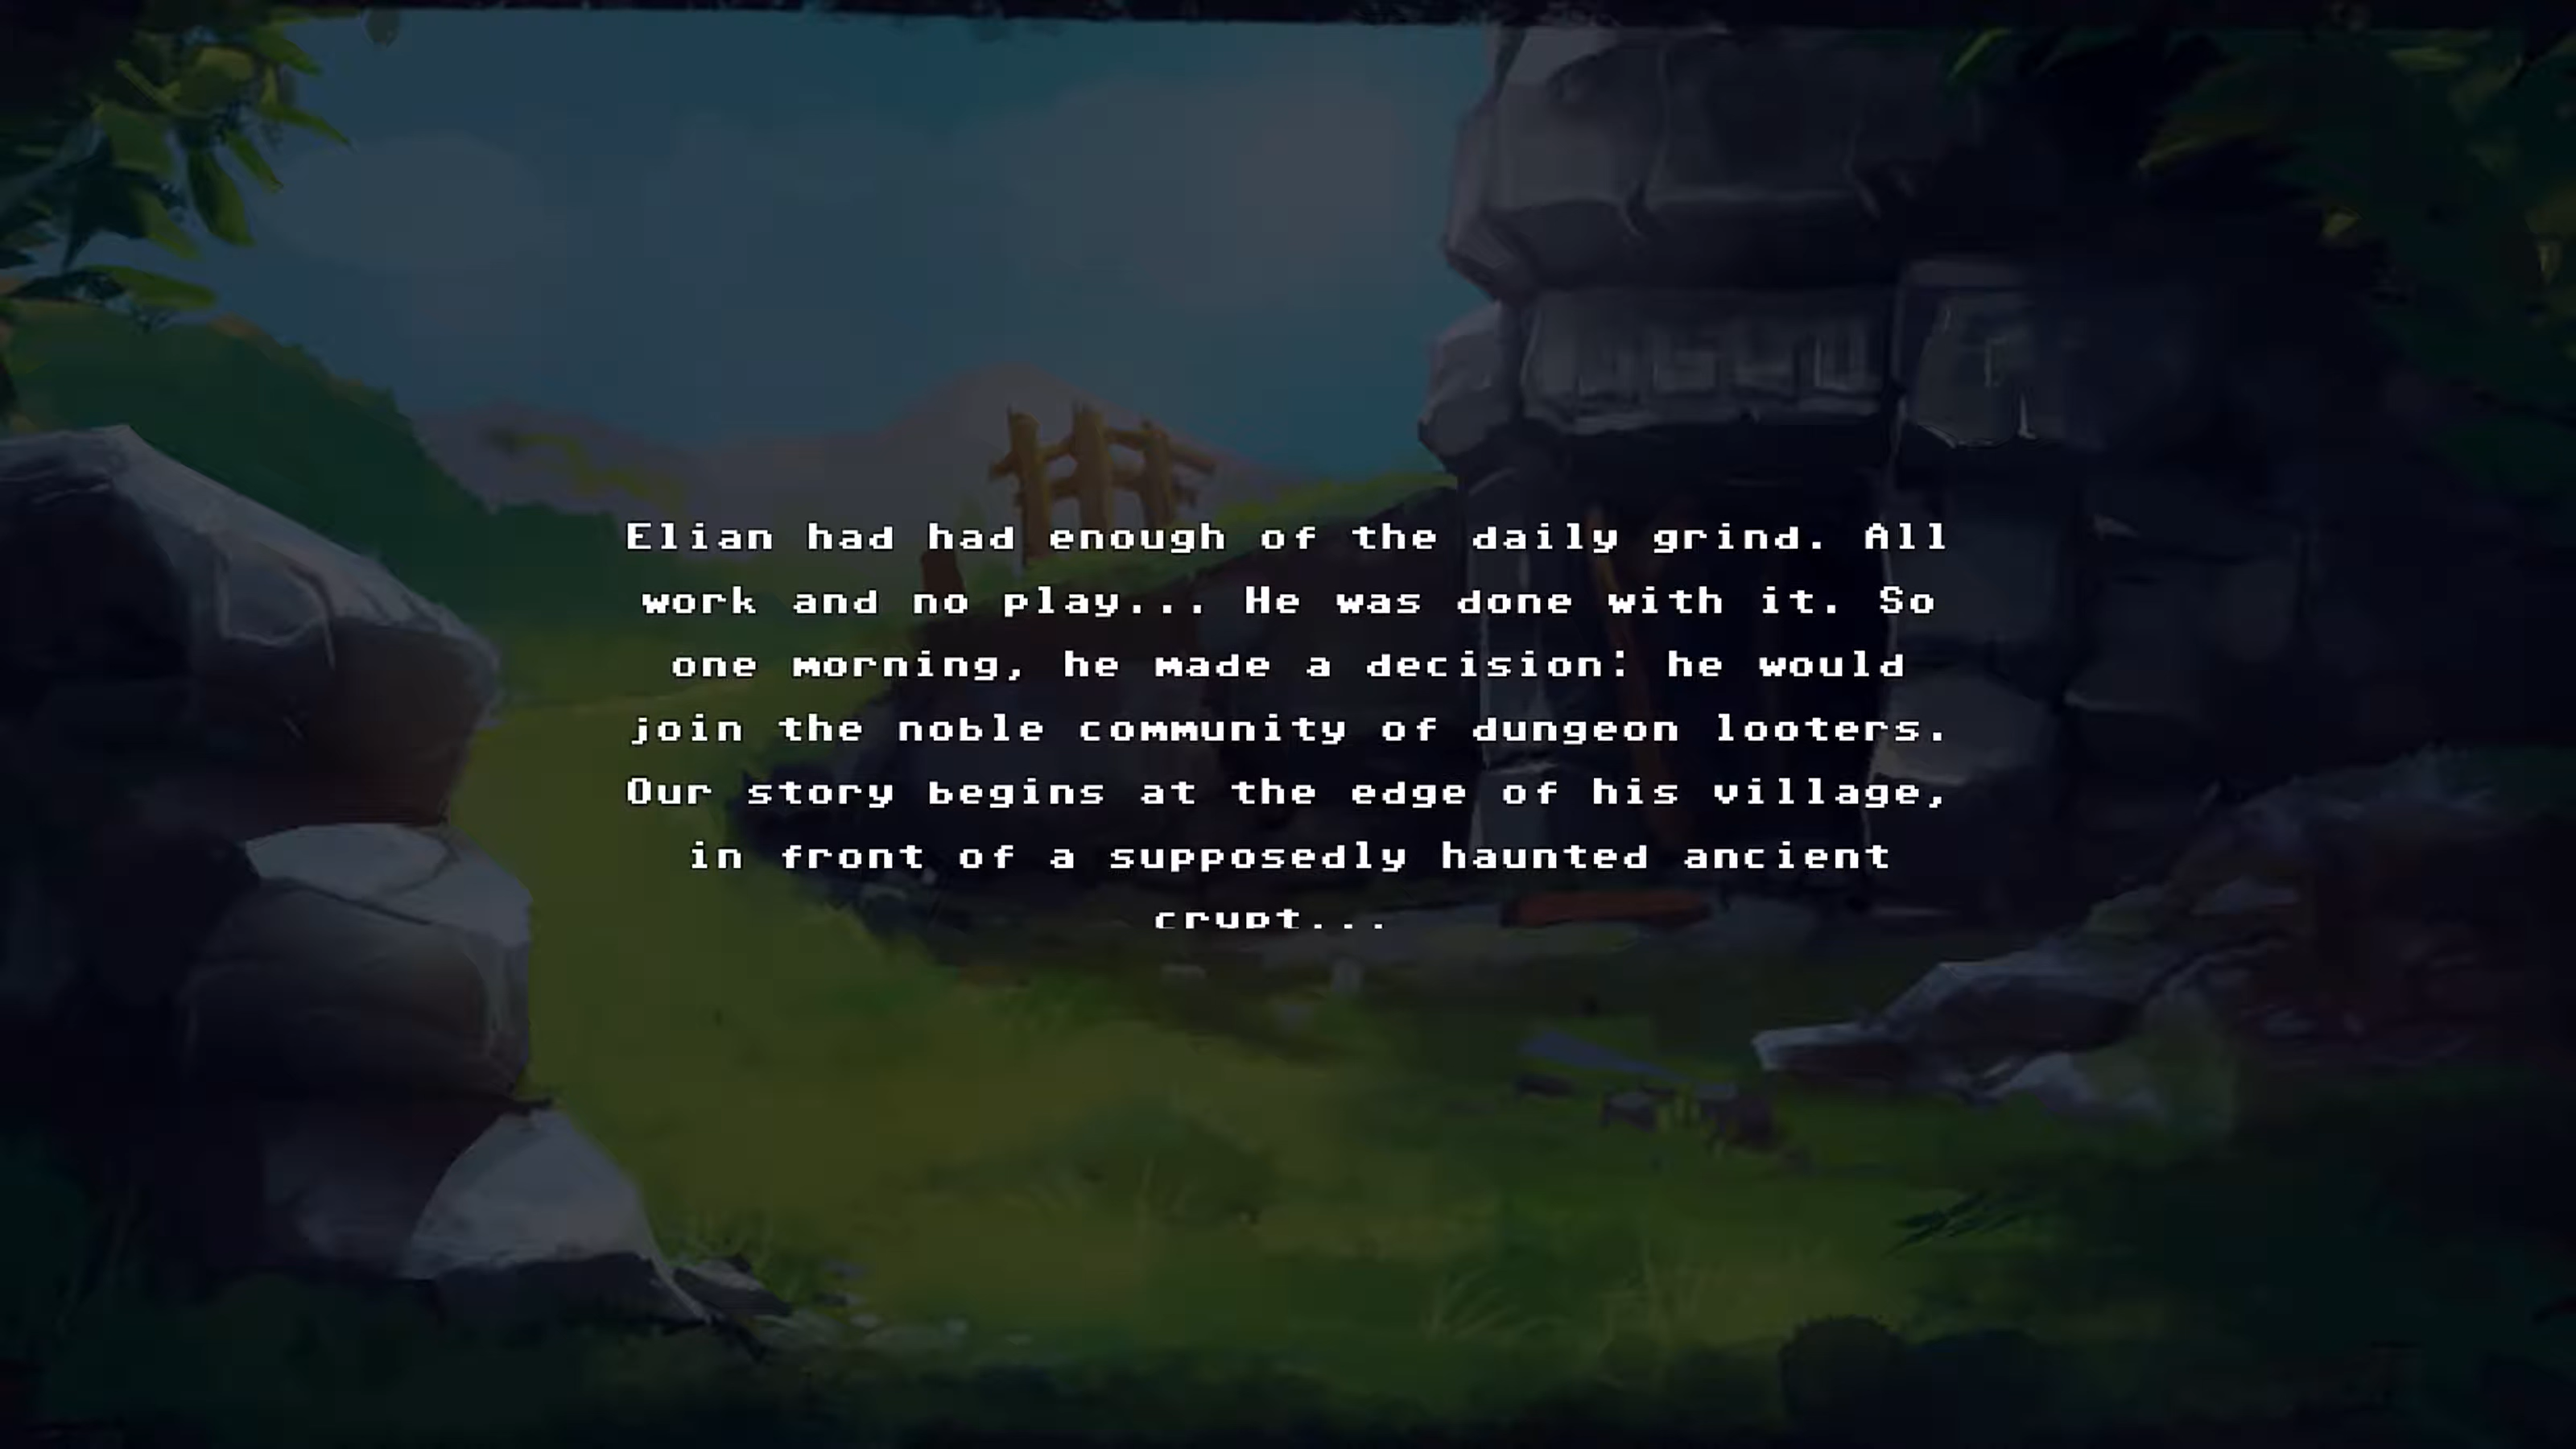 Elian had had enough of the daily grind. All
work and no play... He was done with it. So
one morning, he made a decision: he would
join the noble community of dungeon looters.
Our story begins at the edge of his village,
in front of a supposedly haunted ancient
crypt...